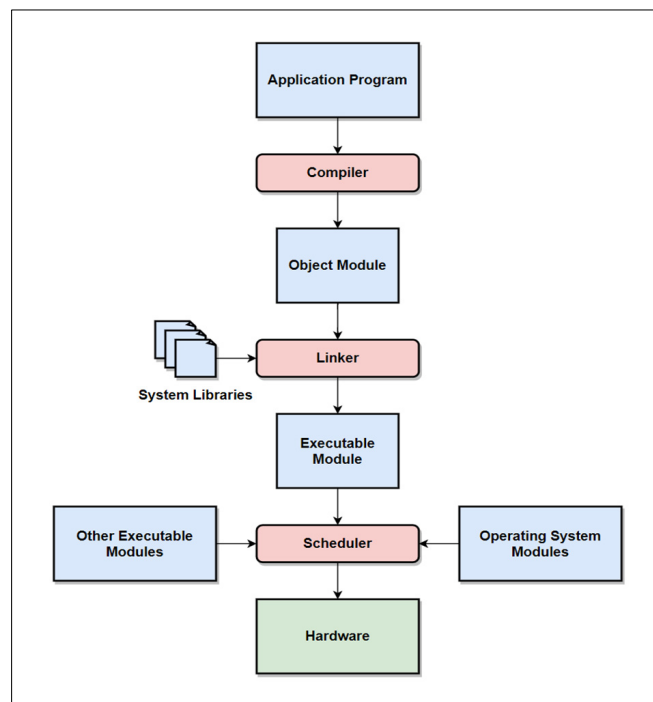 Application Program
Compiler
Object Module
Linker
System Libraries
Executable
Module
Other Executable
Modules
Scheduler
Operating System
Modules
Hardware